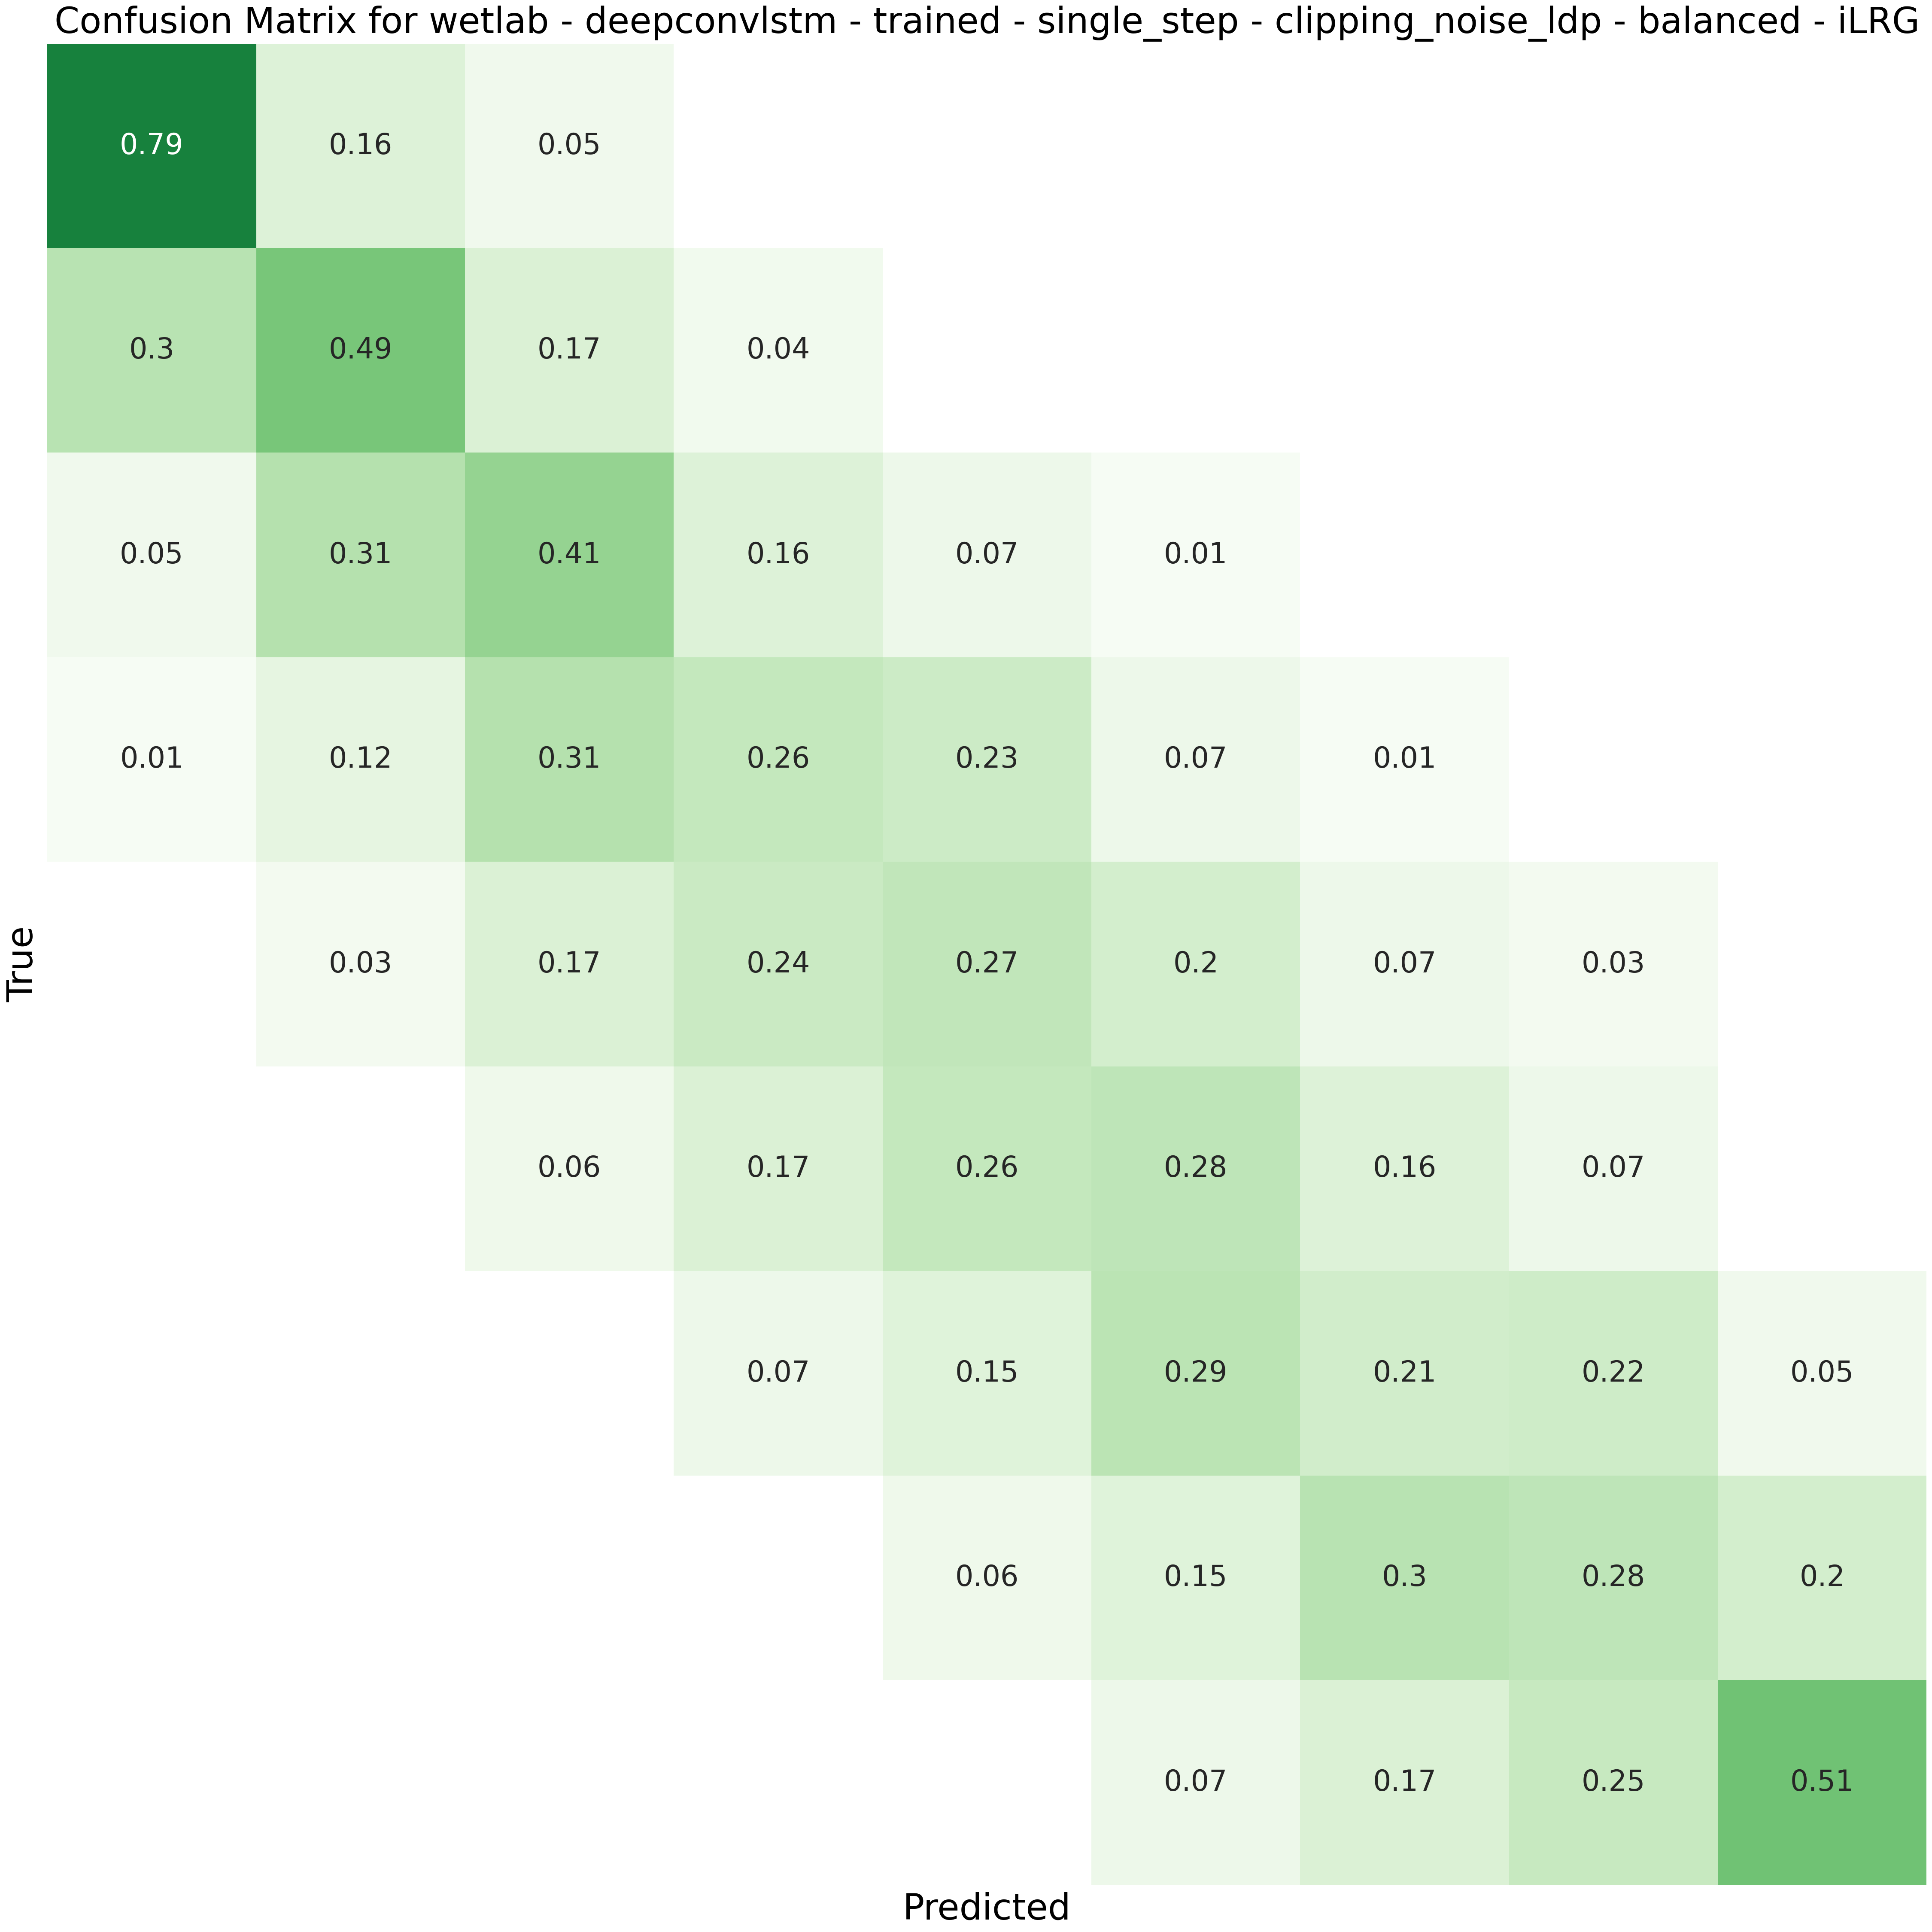 Confusion Matrix for wetlab - deepconvlstm - trained - single_step - clipping_noise_ldp - balanced - iLRG
0.79 0.16 0.05
0.3 0.49 0.17 0.04
0.05 0.31 0.41 0.16 0.07 0.01
0.01 0.12 0.31 0.26 0.23 0.07 0.01
True
0.03 0.17 0.24 0.27 0.2 0.07 0.03
0.06 0.17 0.26 0.28 0.16 0.07
0.07 0.15 0.29 0.21 0.22 0.05
0.06 0.15 0.3 0.28 0.2
0.07 0.17 0.25 0.51
Predicted